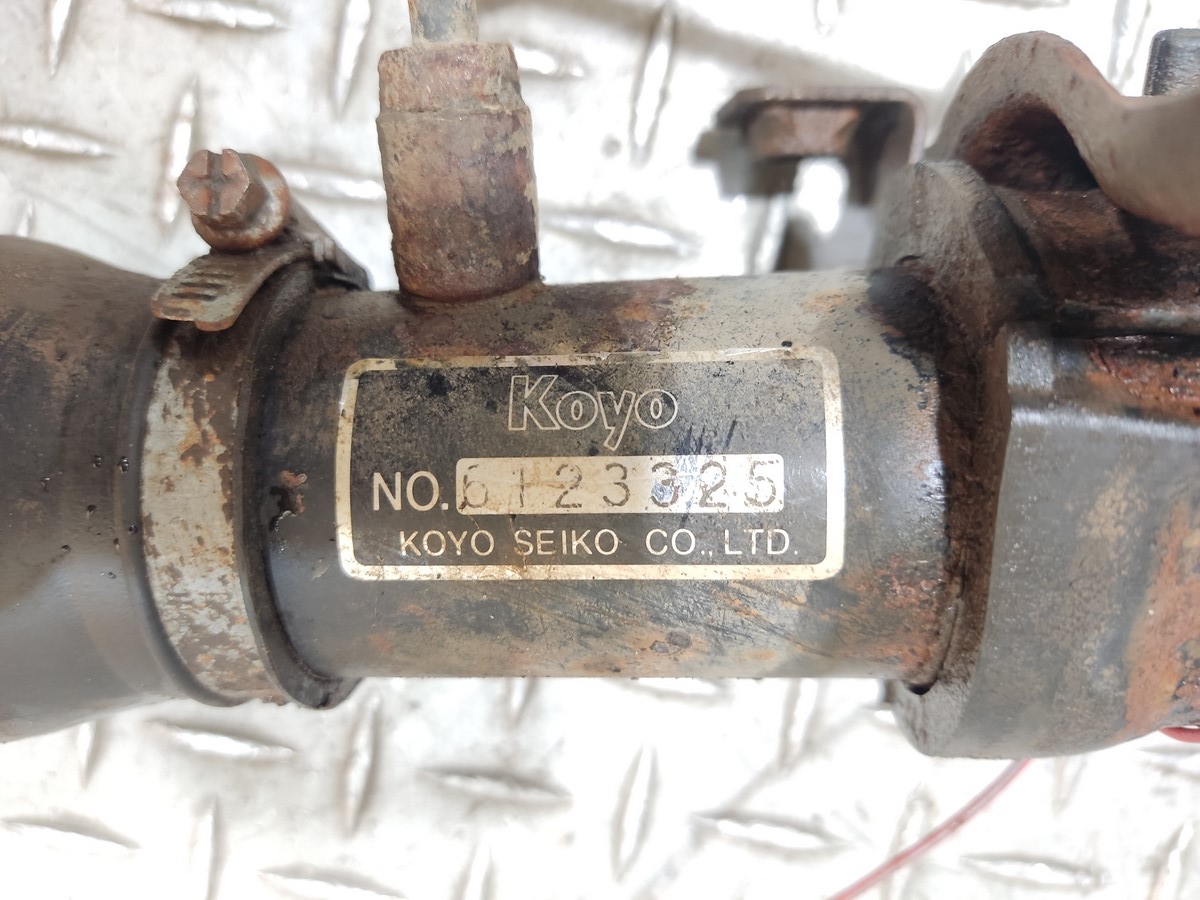 Koyo
NO. 6123325
KOYO SEIKO CO., LTD.